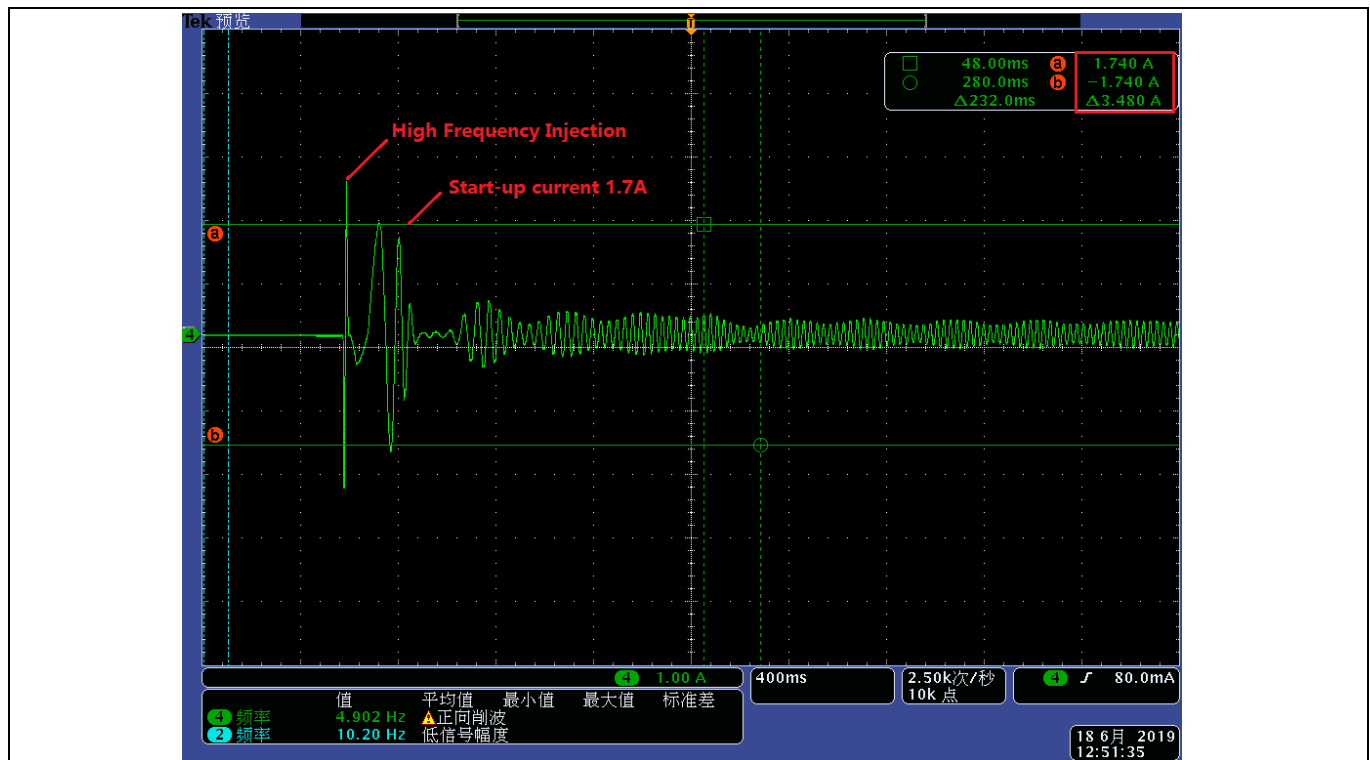 Tek 预览
T
48.00ms a 1.740 A
280.0ms b −1.740 A
Δ232.0ms Δ3.480 A
High Frequency Injection
Start-up current 1.7A
a
4
b
4 1.00 A
400ms
2.50k次/秒
10k 点
4 80.0mA
值 平均值 最小值 最大值 标准差
4 频率 4.902 Hz 正向削波
2 频率 10.20 Hz 低信号幅度
18 6月 2019
12:51:35